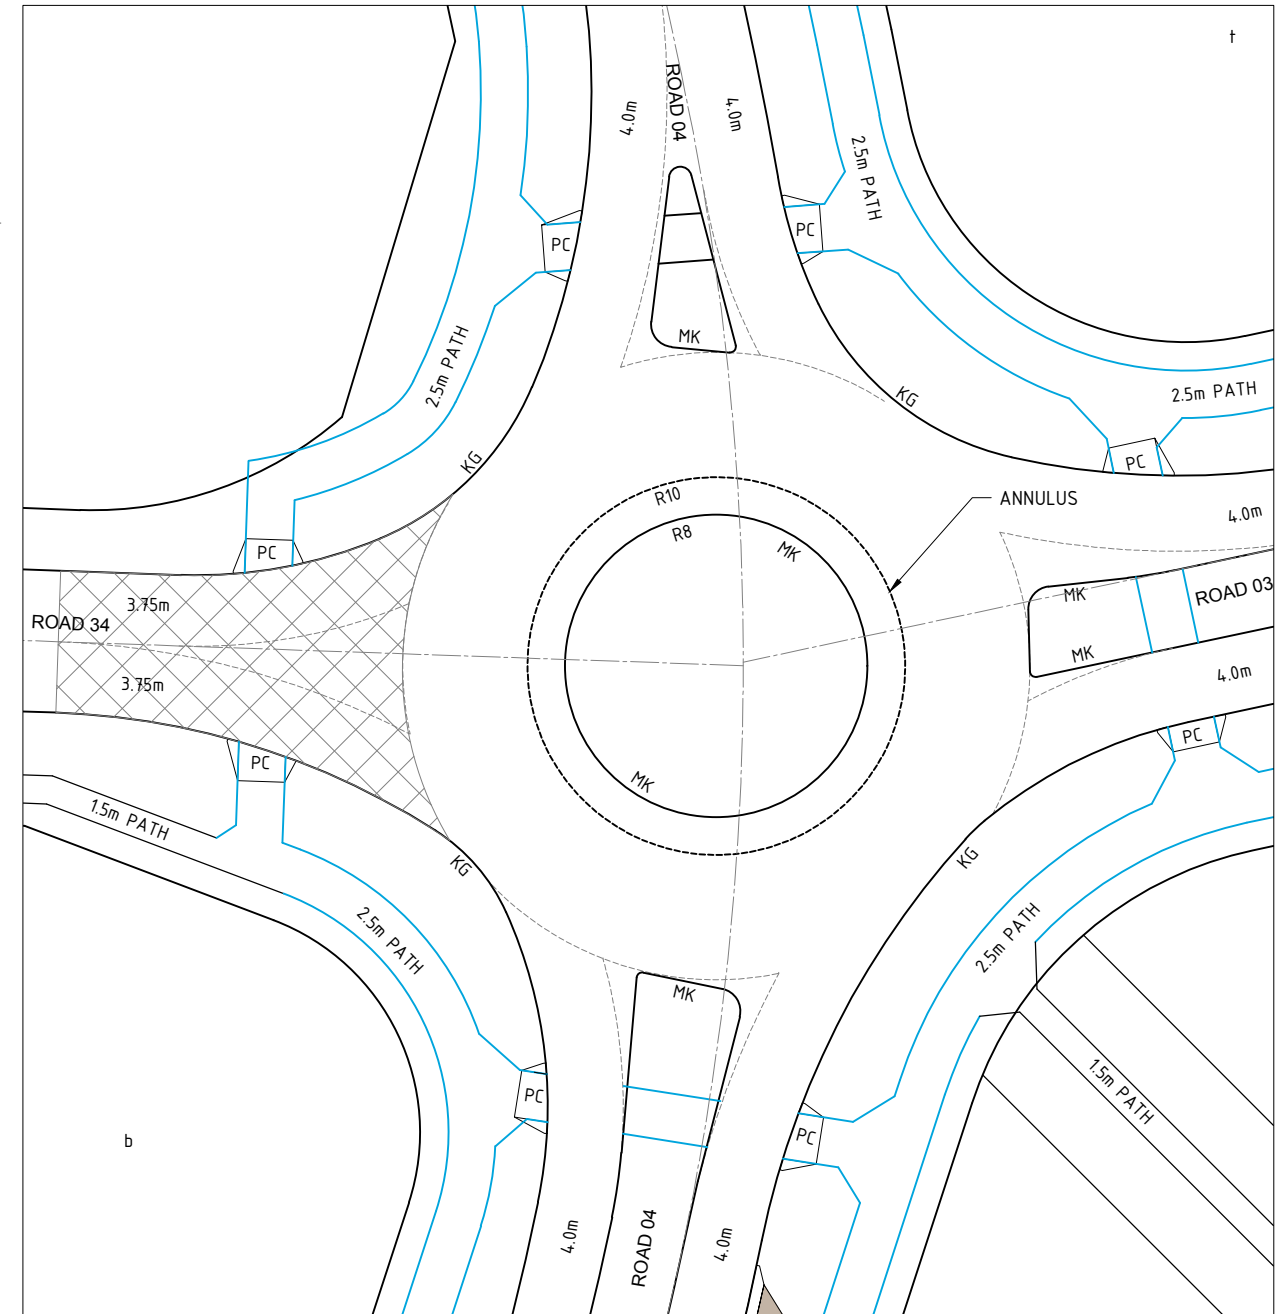 t
ROAD 04
4.0m
4.0m
2.5m PATH
PC
PC
MK
2.5m PATH
2.5m PATH
KG
KG
PC
R10
ANNULUS
4.0m
R8
MK
PC
3.75m
ROAD 34
MK
ROAD 03
MK
3.75m
4.0m
PC
PC
MK
1.5m PATH
KG
KG
2.5m PATH
2.5m PATH
MK
PC
1.5m PATH
PC
b
4.0m
ROAD 04
4.0m